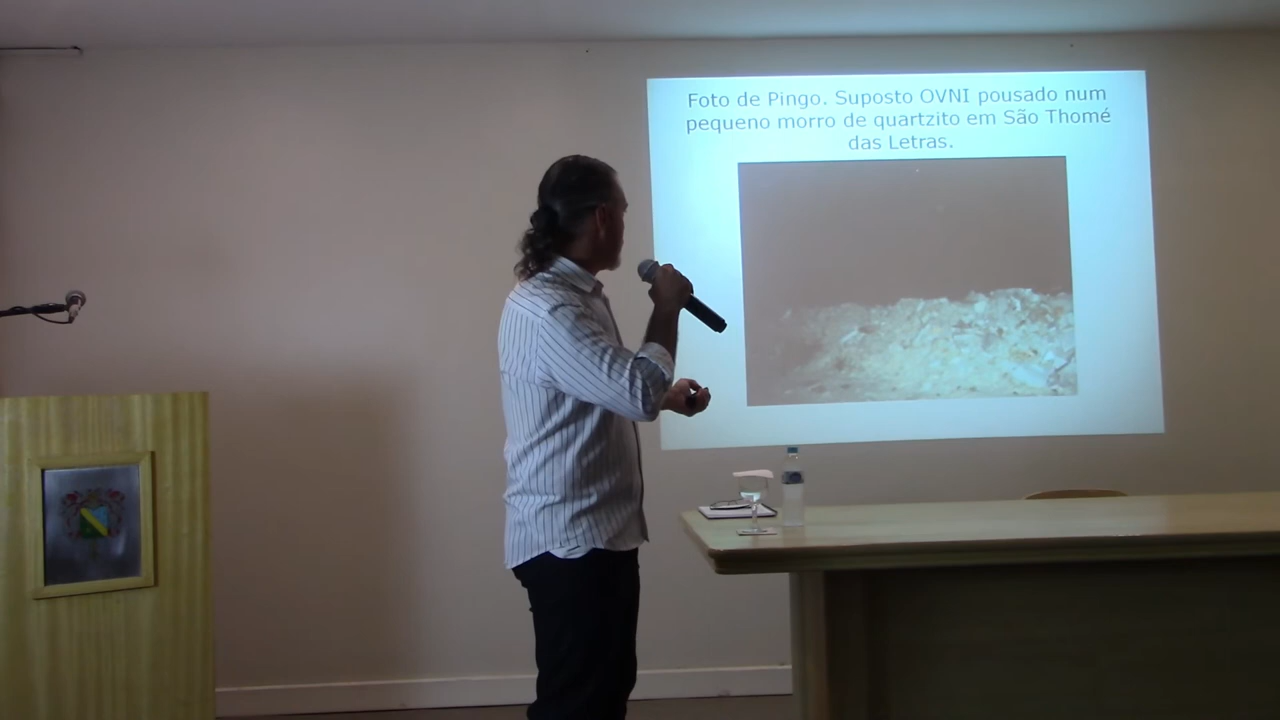 Foto de Pingo. Suposto OVNI pousado num
pequeno morro de quartzito em São Thomé
das Letras.